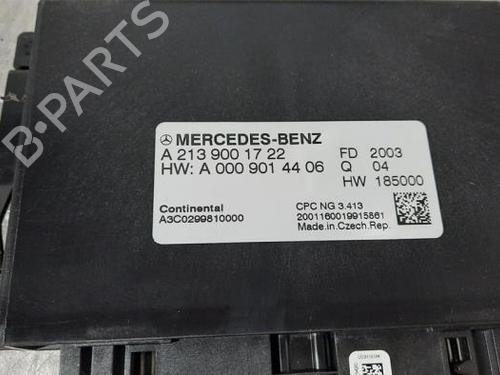 MERCEDES-BENZ
A 213 900 17 22 FD 2003
HW: A 000 901 44 06 Q 04
HW 185000
Continental CPC NG 3.413
A3C0299810000 2001160019915861
Made.in.Czech.Rep.
B-PARTS